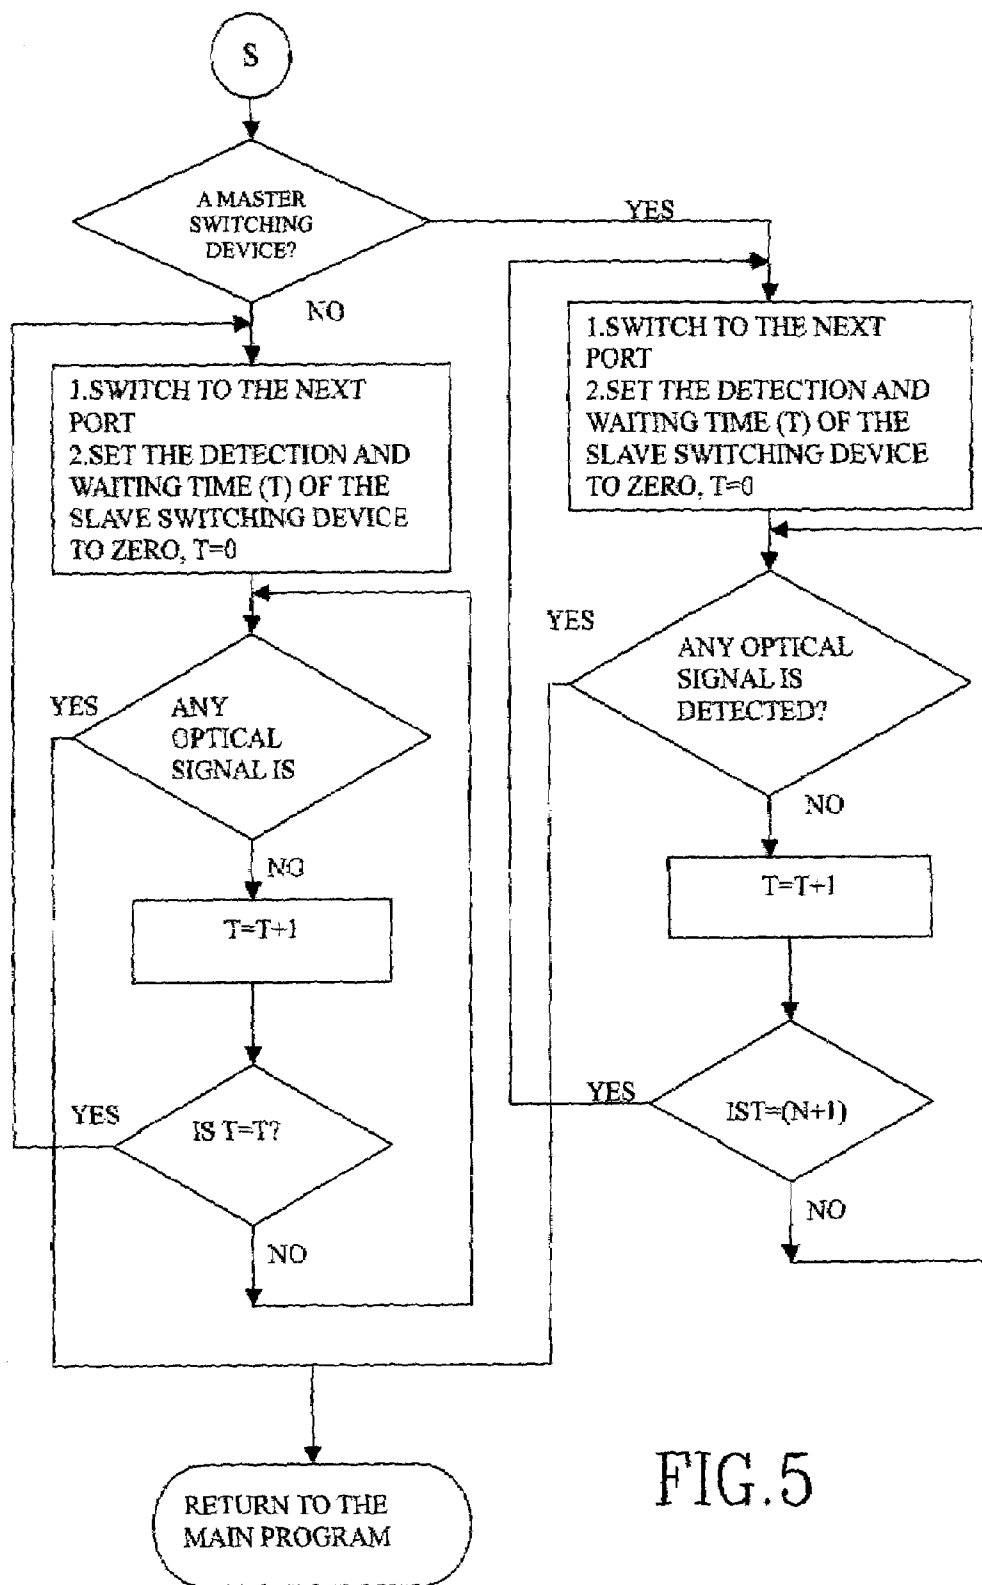 S
A MASTER
SWITCHING
DEVICE?
YES
NO
1.SWITCH TO THE NEXT
PORT
2.SET THE DETECTION AND
WAITING TIME (T) OF THE
SLAVE SWITCHING DEVICE
TO ZERO, T=0
YES
ANY
OPTICAL
SIGNAL IS
NO
T=T+1
YES
IS T=T?
NO
1.SWITCH TO THE NEXT
PORT
2.SET THE DETECTION AND
WAITING TIME (T) OF THE
SLAVE SWITCHING DEVICE
TO ZERO, T=0
YES
ANY OPTICAL
SIGNAL IS
DETECTED?
NO
T=T+1
YES
IST=(N+1)
NO
RETURN TO THE
MAIN PROGRAM
FIG.5